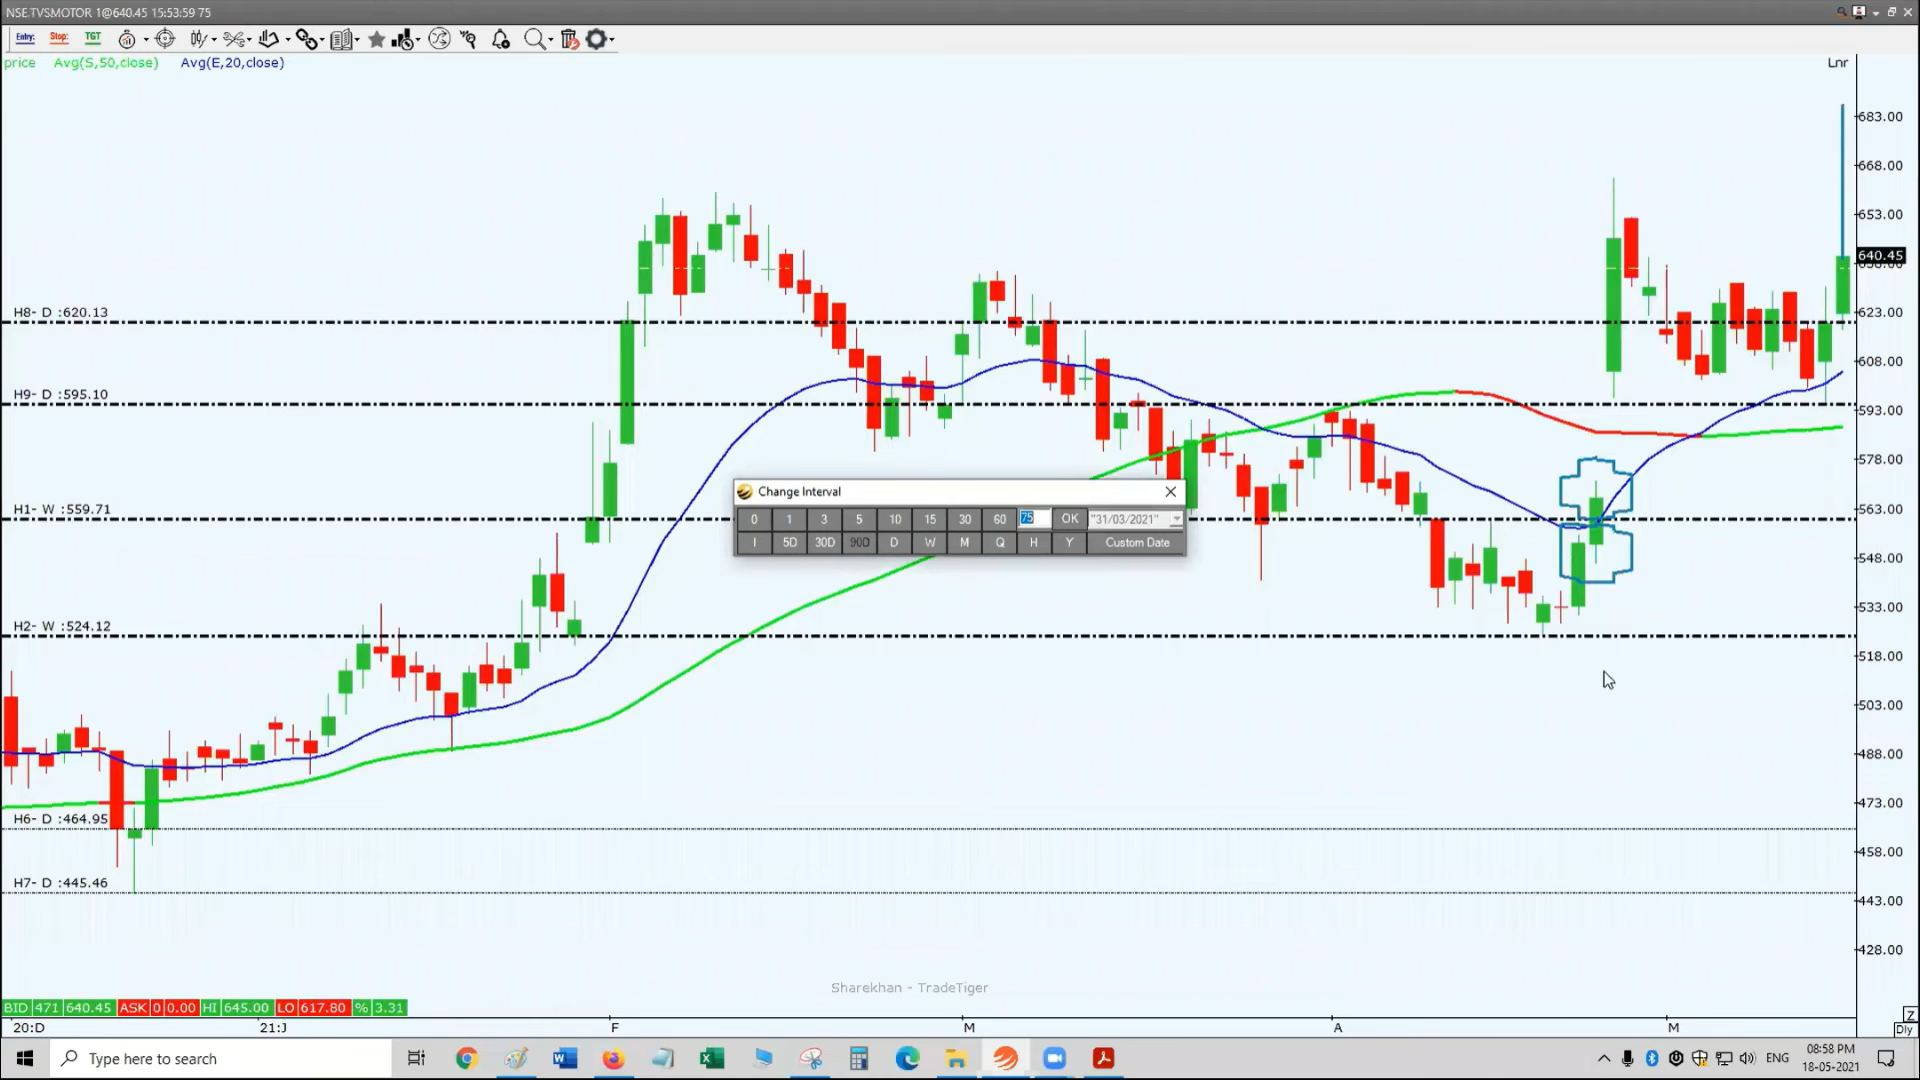 NSE.TVSMOTOR 1@640.45 15:53:59 75
Entry: Stop: TGT
price Avg(S,50,close) Avg(E,20,close)
Lnr
683.00
668.00
653.00
640.45
H8- D :620.13
623.00
608.00
H9- D :595.10
593.00
578.00
Change Interval
H1- W :559.71
0 1 3 5 10 15 30 60 75 OK "31/03/2021"
563.00
I 5D 30D 90D D W M Q H Y Custom Date
548.00
533.00
H2- W :524.12
518.00
503.00
488.00
473.00
H6- D :464.95
458.00
H7- D :445.46
443.00
428.00
Sharekhan - TradeTiger
BID 471 640.45 ASK 0 0.00 HI 645.00 LO 617.80 % 3.31
Z
20:D 21:J F M A M Dly
Type here to search
ENG 08:58 PM
18-05-2021